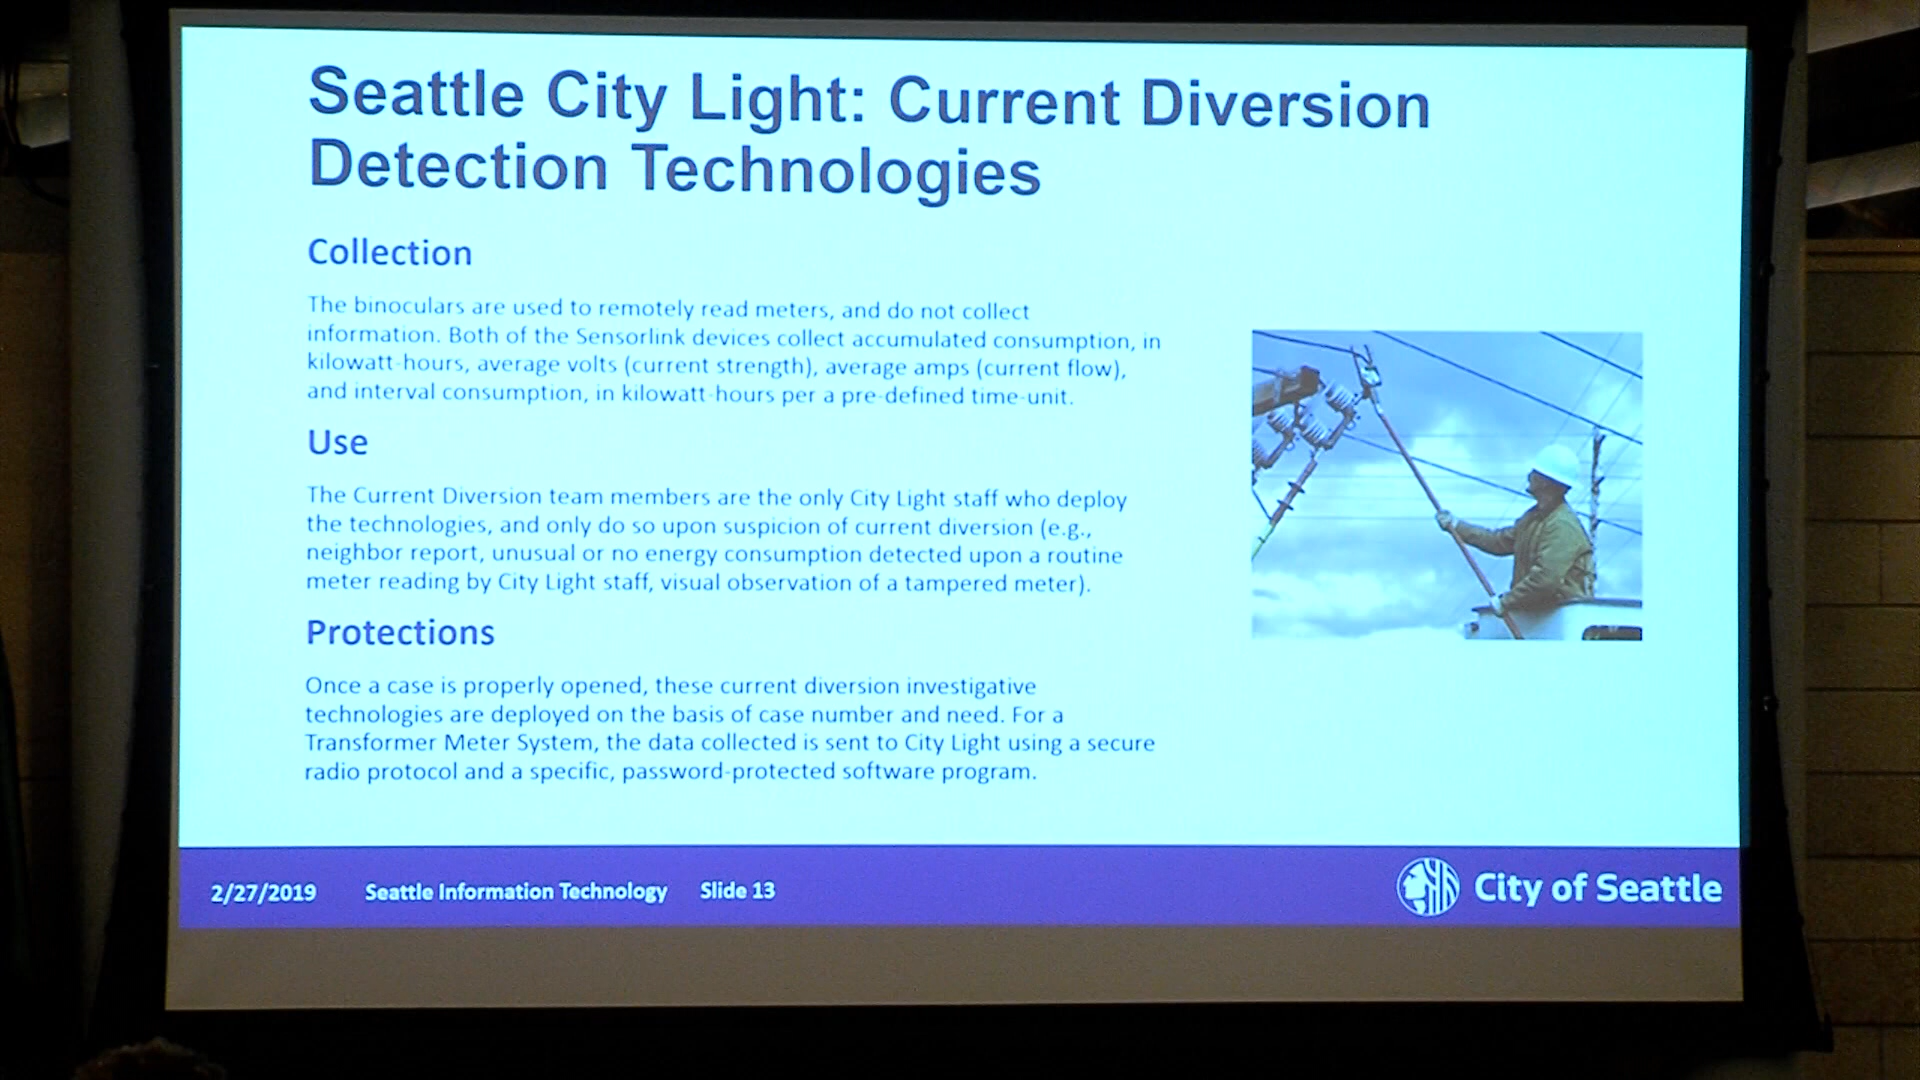 Seattle City Light: Current Diversion
Detection Technologies
Collection
The binoculars are used to remotely read meters, and do not collect
information. Both of the Sensorlink devices collect accumulated consumption, in
kilowatt-hours, average volts (current strength), average amps (current flow),
and interval consumption, in kilowatt-hours per a pre-defined time-unit.
Use
The Current Diversion team members are the only City Light staff who deploy
the technologies, and only do so upon suspicion of current diversion (e.g.,
neighbor report, unusual or no energy consumption detected upon a routine
meter reading by City Light staff, visual observation of a tampered meter).
Protections
Once a case is properly opened, these current diversion investigative
technologies are deployed on the basis of case number and need. For a
Transformer Meter System, the data collected is sent to City Light using a secure
radio protocol and a specific, password-protected software program.
2/27/2019 Seattle Information Technology Slide 13 City of Seattle